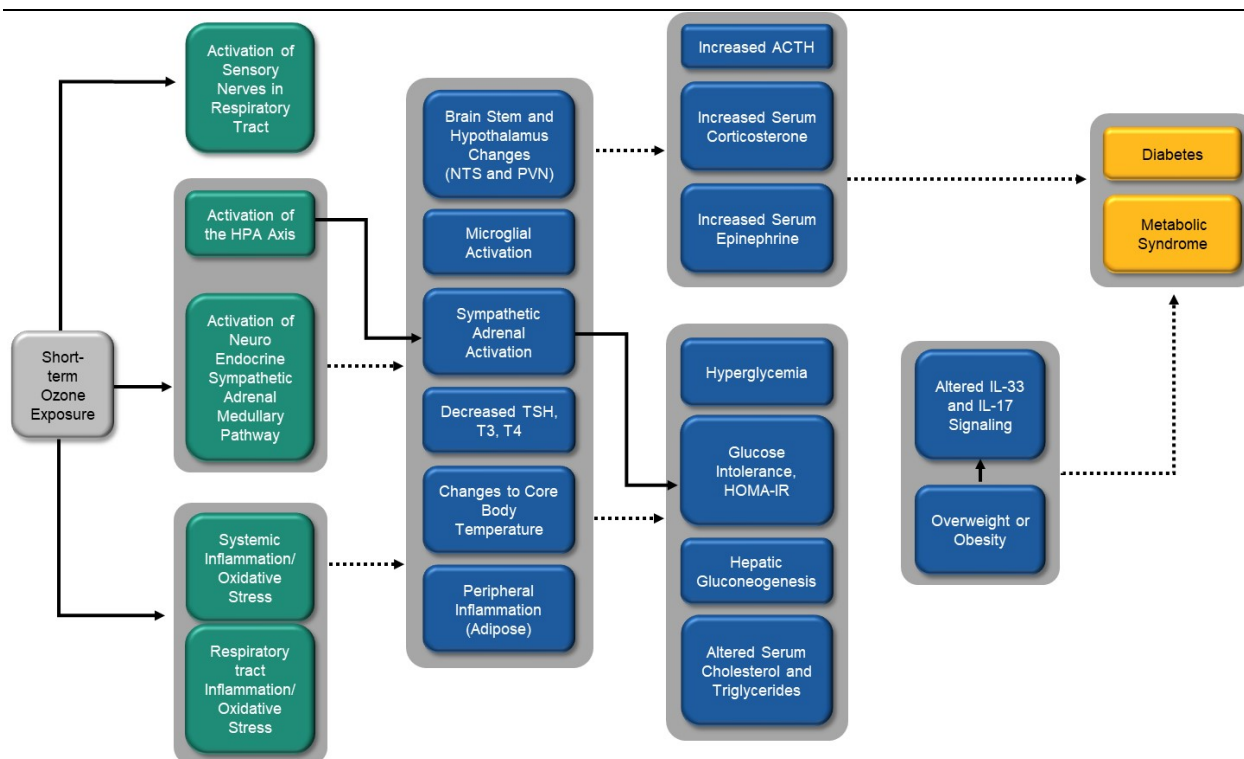 Activation of
Sensory
Nerves in
Respiratory
Tract
Activation of
the HPA Axis
Activation of
Neuro
Endocrine
Sympathetic
Adrenal
Medullary
Pathway
Short-
term
Ozone
Exposure
Systemic
Inflammation/
Oxidative
Stress
Respiratory
tract
Inflammation/
Oxidative
Stress
Brain Stem and
Hypothalamus
Changes
(NTS and PVN)
Microglial
Activation
Sympathetic
Adrenal
Activation
Decreased TSH,
T3, T4
Changes to Core
Body
Temperature
Peripheral
Inflammation
(Adipose)
Increased ACTH
Increased Serum
Corticosterone
Increased Serum
Epinephrine
Hyperglycemia
Glucose
Intolerance,
HOMA-IR
Hepatic
Gluconeogenesis
Altered Serum
Cholesterol and
Triglycerides
Altered IL-33
and IL-17
Signaling
Overweight or
Obesity
Diabetes
Metabolic
Syndrome